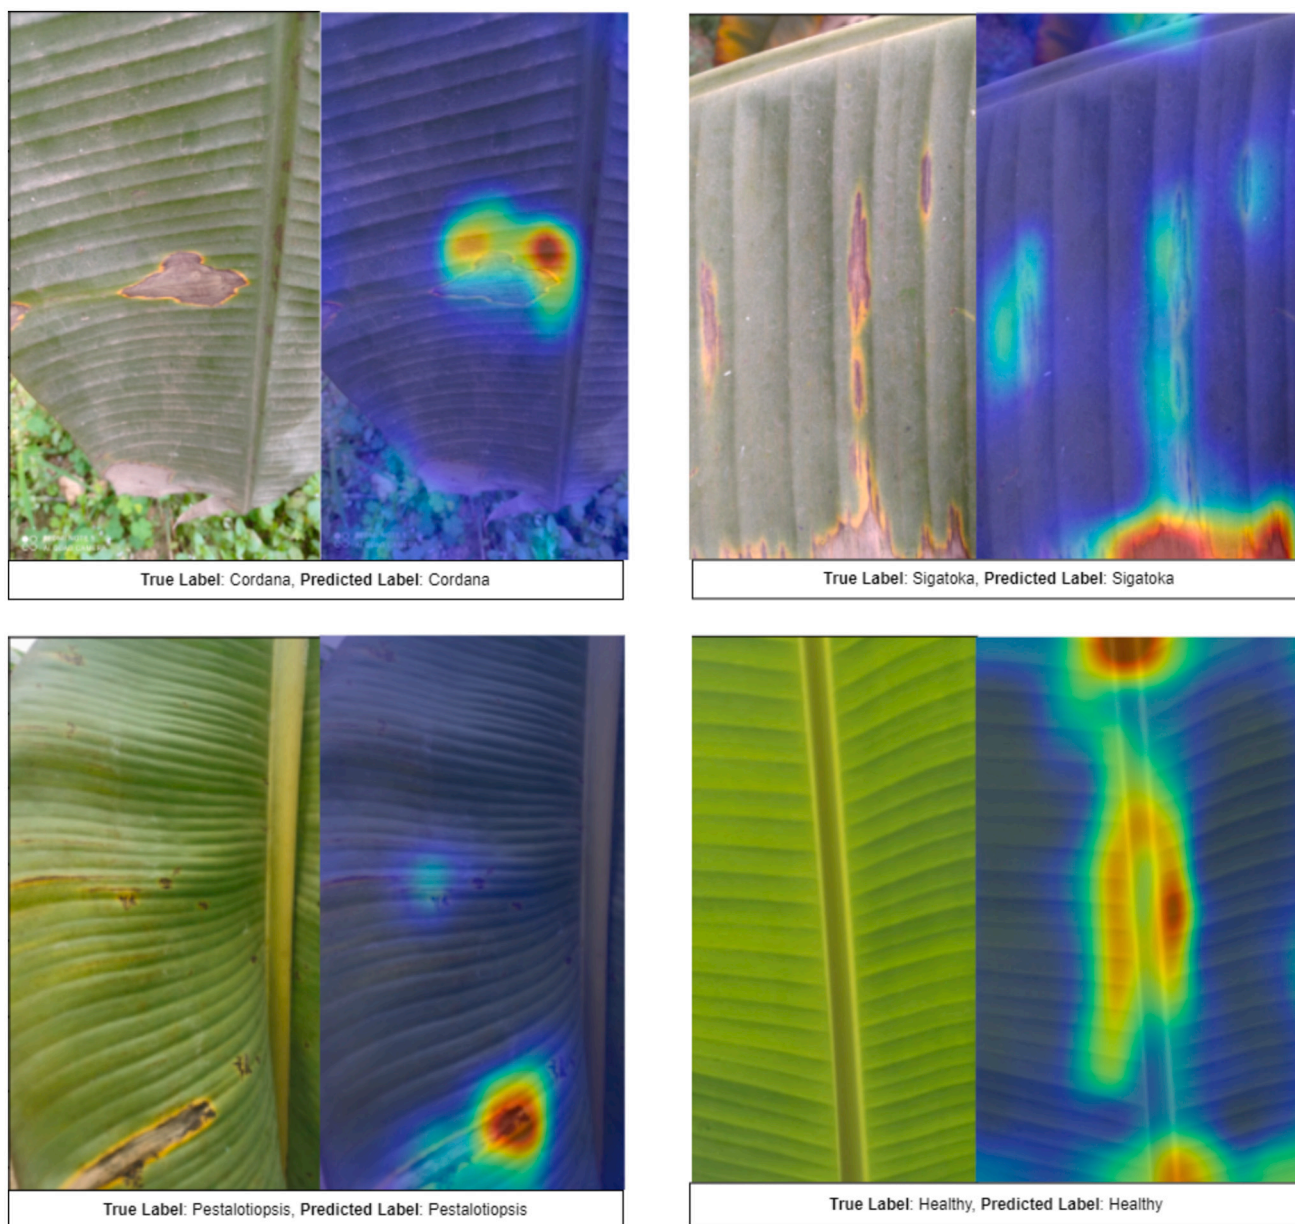 True Label: Cordana, Predicted Label: Cordana
True Label: Sigatoka, Predicted Label: Sigatoka
True Label: Pestalotiopsis, Predicted Label: Pestalotiopsis
True Label: Healthy, Predicted Label: Healthy